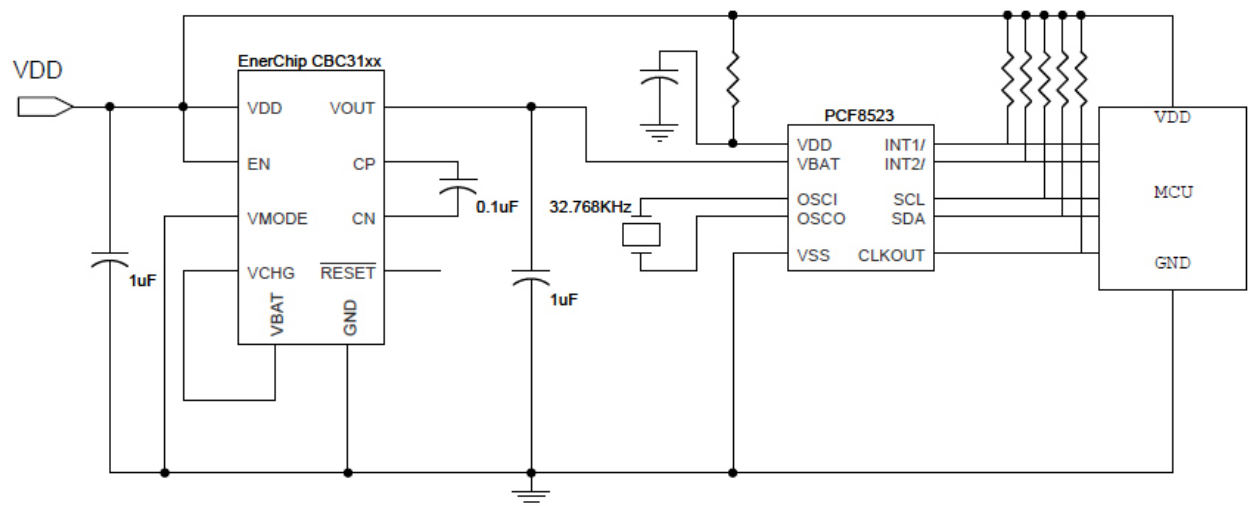 VDD
EnerChip CBC31xx
VDD
VOUT
EN
CP
VMODE
CN
VCHG
RESET
VBAT
GND
1uF
0.1uF
1uF
32.768KHz
PCF8523
VDD
INT1/
VBAT
INT2/
OSCI
SCL
OSCO
SDA
VSS
CLKOUT
VDD
MCU
GND